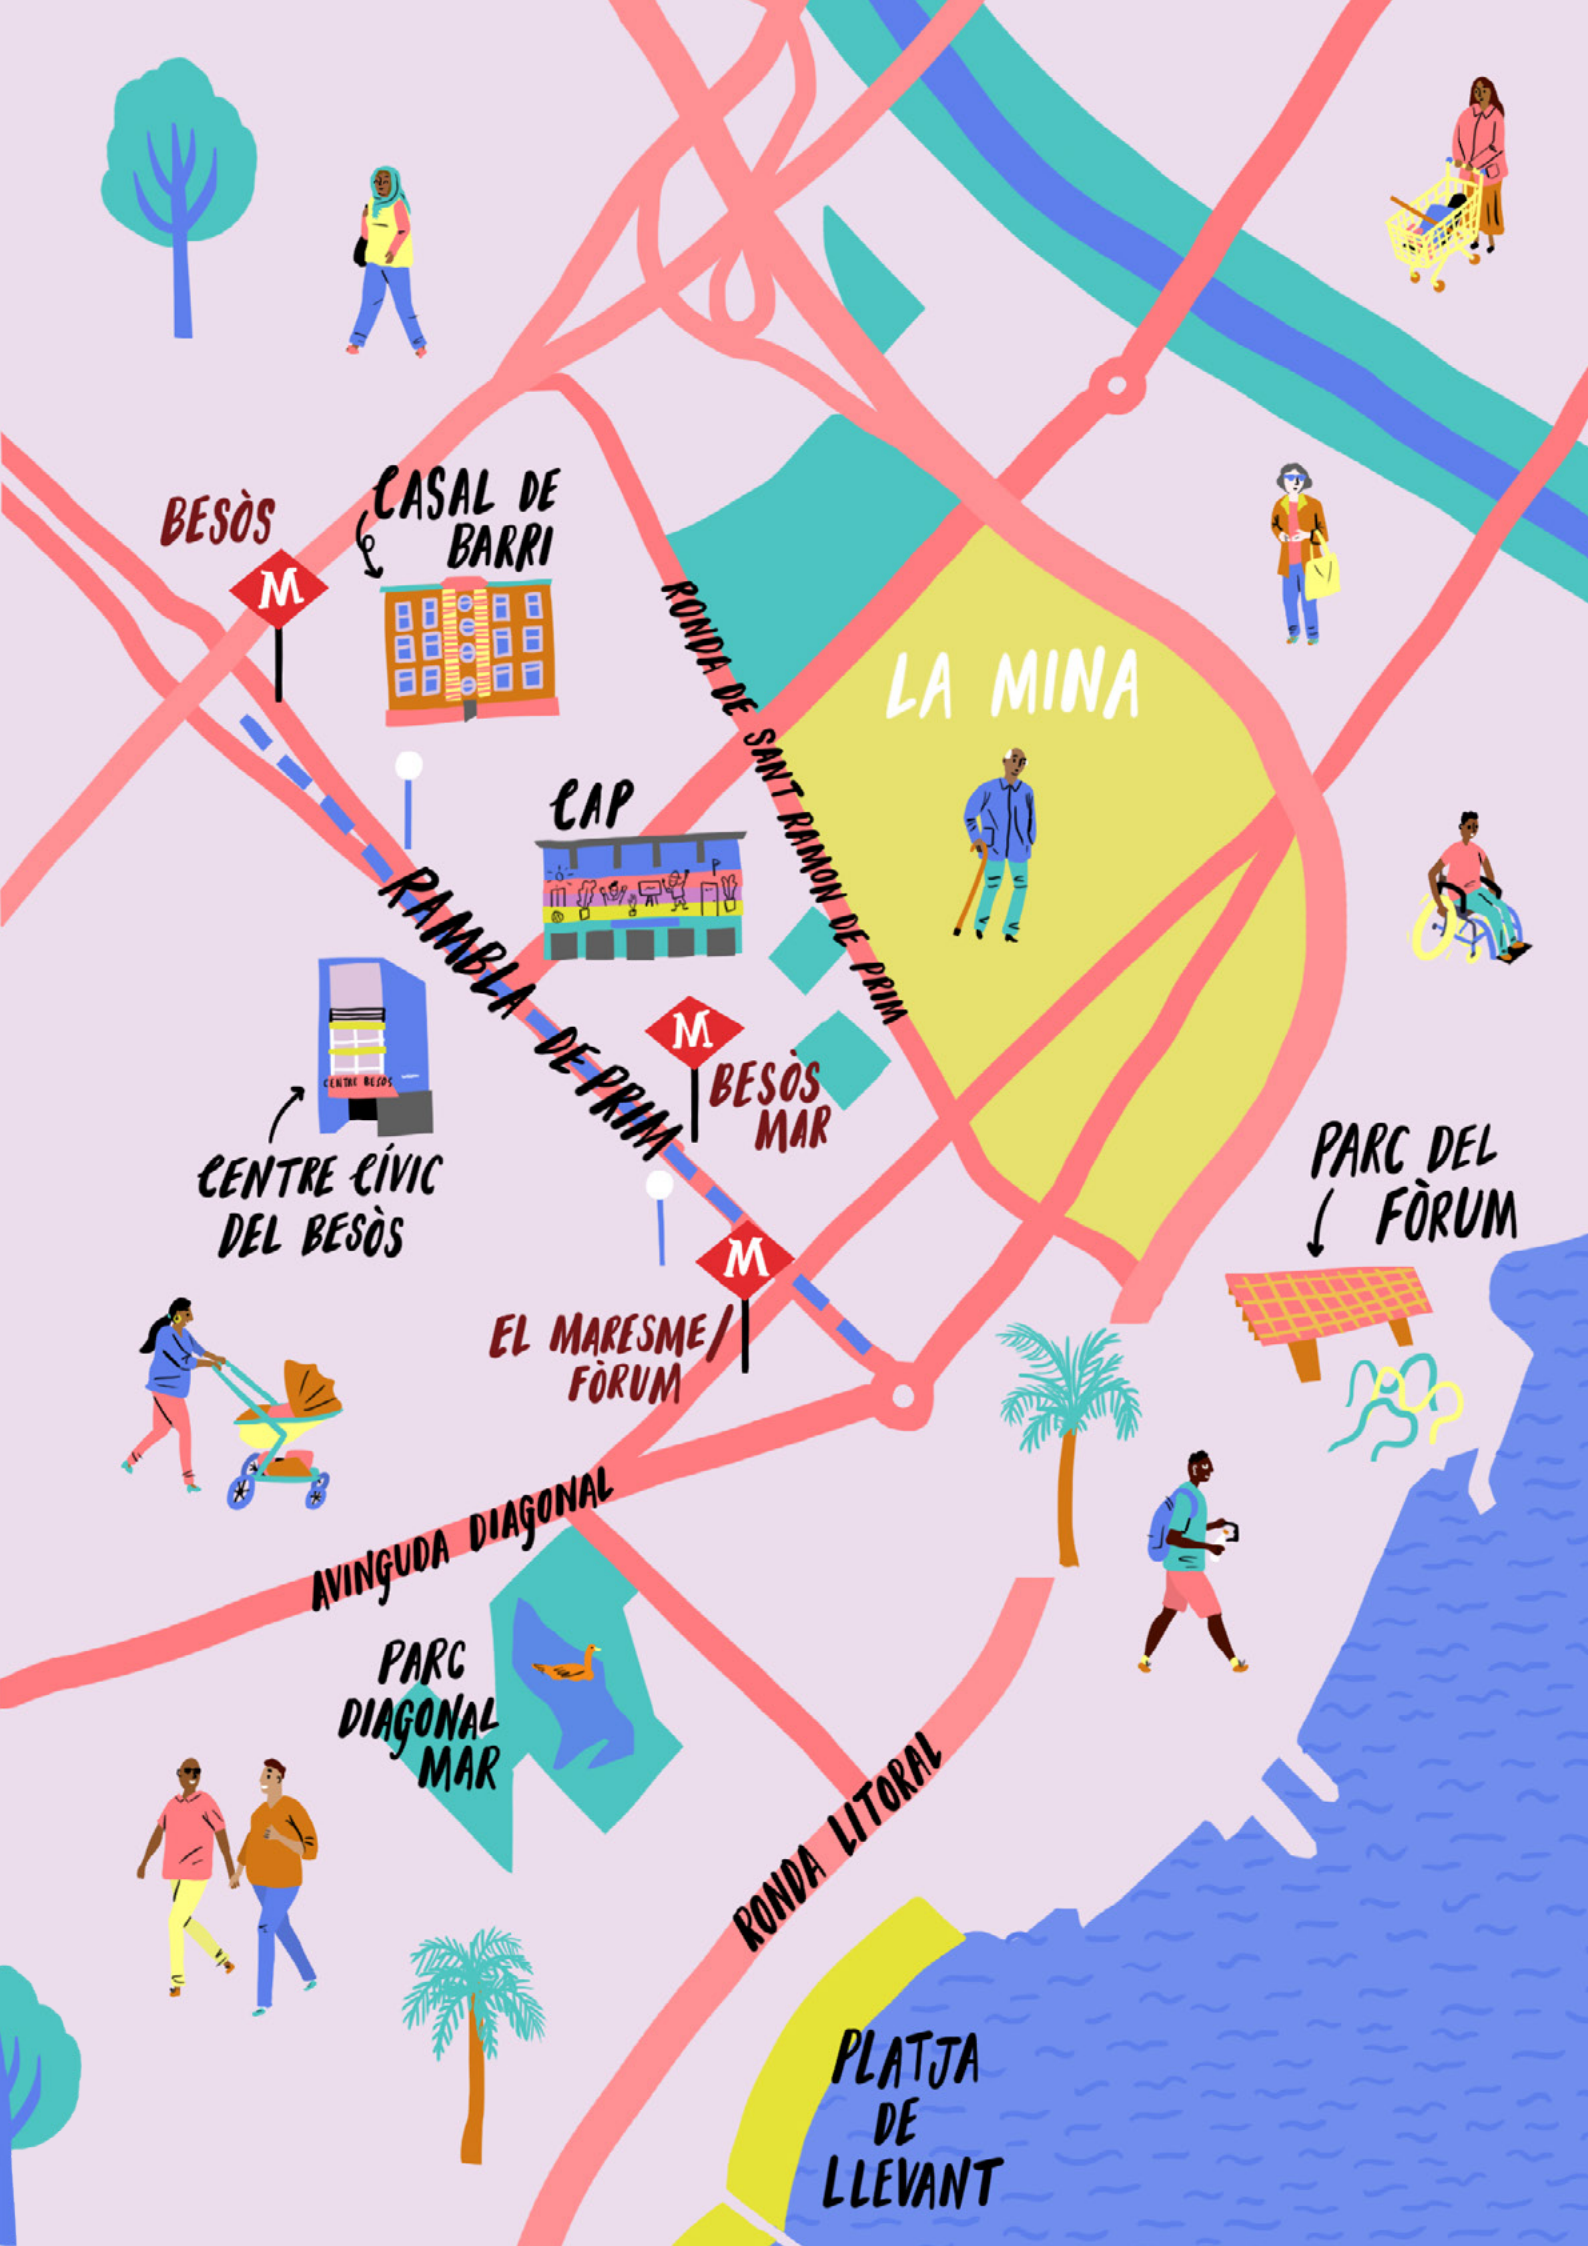 CASAL DE
BARRI
BESÒS
M
RONDA DE SANT RAMON DE PRIM
LA MINA
CAP
RAMBLA DE PRIM
M
BESÒS
MAR
CENTRE BESOS
CENTRE CÍVIC
DEL BESÒS
PARC DEL
FÒRUM
M
EL MARESME/
FÒRUM
AVINGUDA DIAGONAL
PARC
DIAGONAL
MAR
RONDA LITORAL
PLATJA
DE
LLEVANT